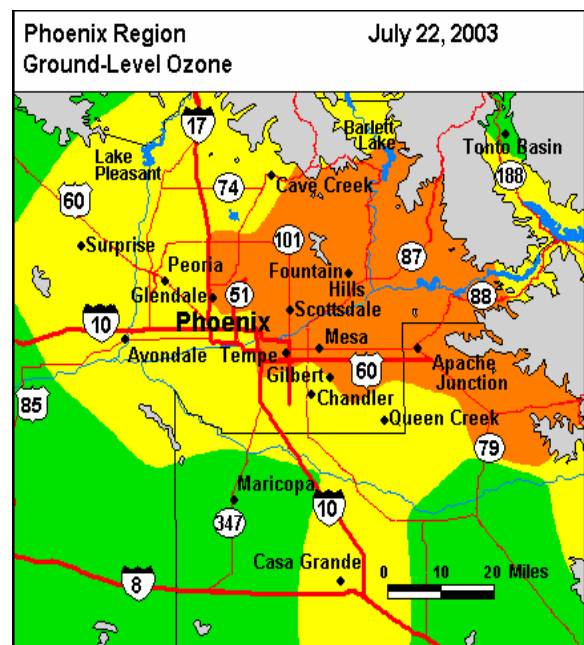 Phoenix Region July 22, 2003
Ground-Level Ozone
17
Barlett
Lake
Lake
Pleasant
Tonto Basin
188
74
Cave Creek
60
101
Surprise
87
Peoria
Fountain
Hills
Glendale
51
88
Scottsdale
10
Phoenix
Mesa
Avondale
Tempe
Apache
Junction
60
Gilbert
Chandler
85
Queen Creek
79
Maricopa
10
347
Casa Grande
8
0 10 20 Miles